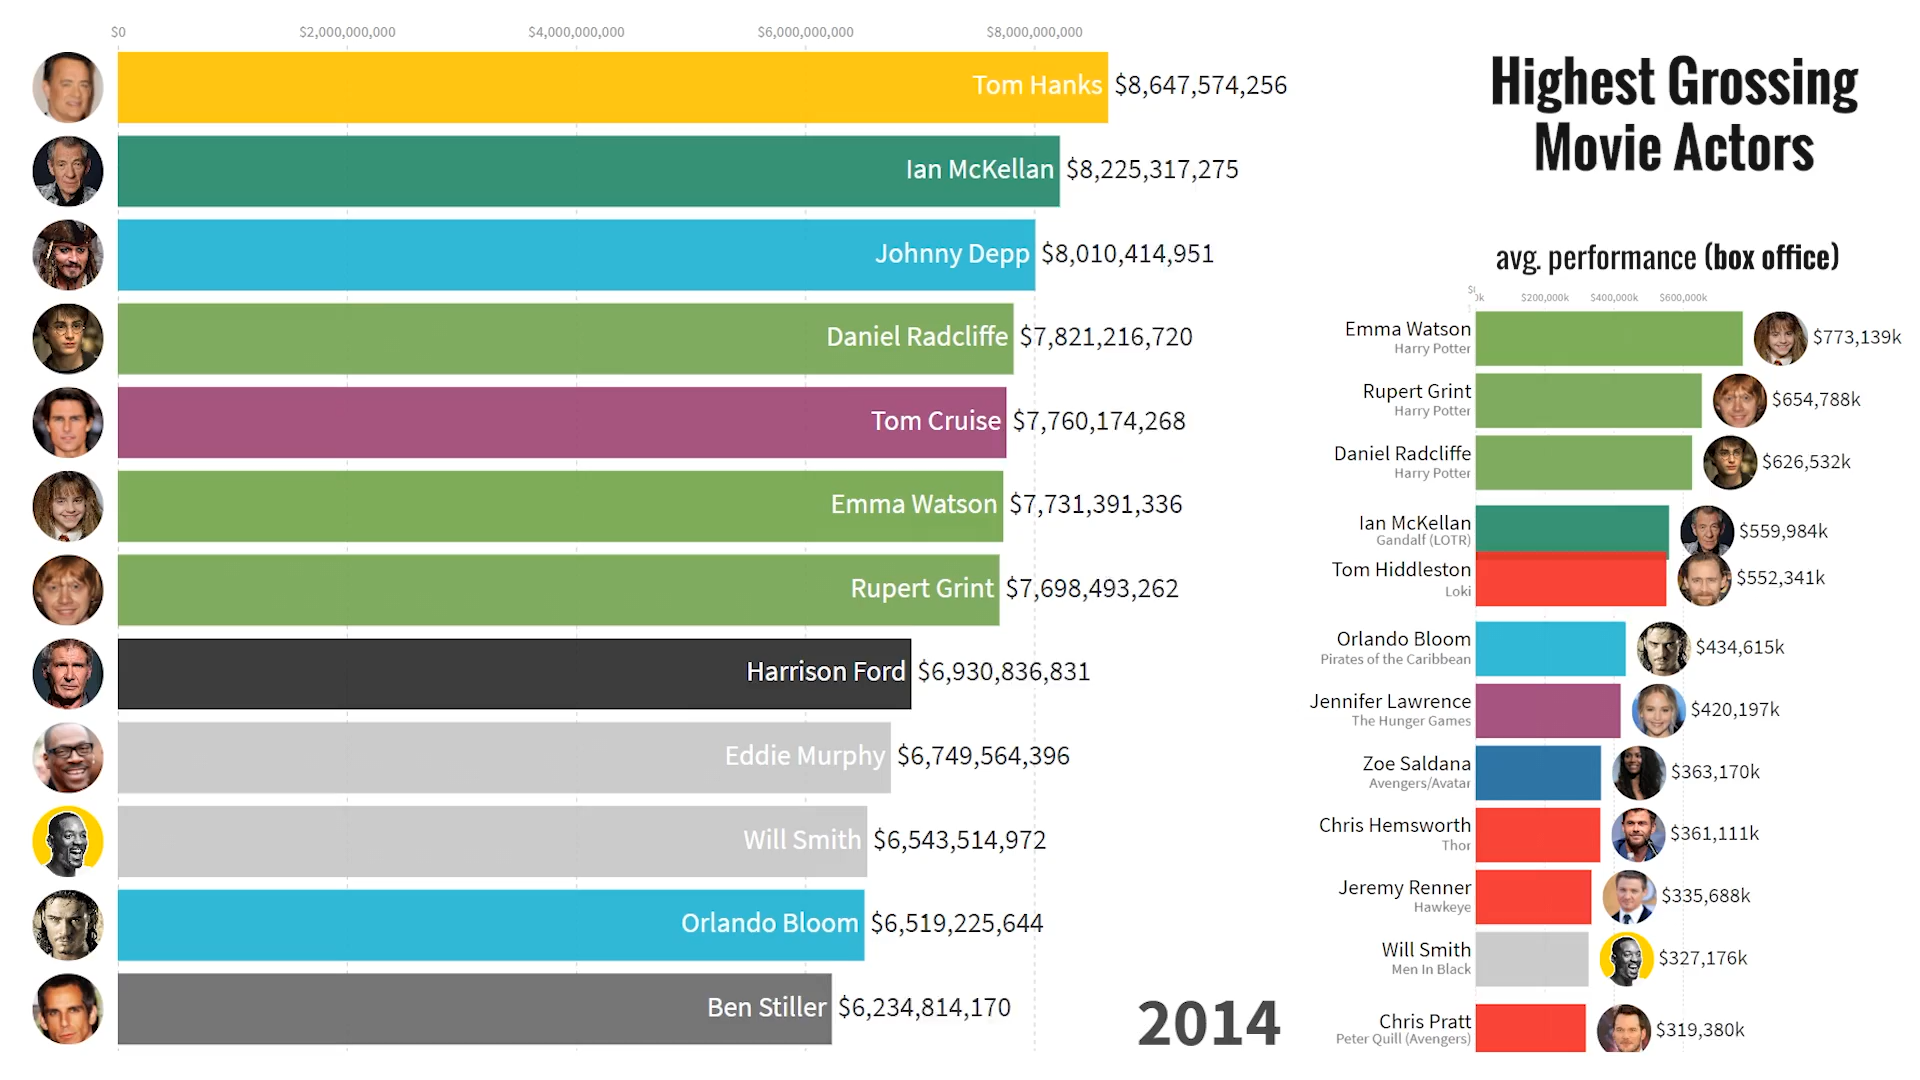 $0 $2,000,000,000 $4,000,000,000 $6,000,000,000 $8,000,000,000
Tom Hanks $8,647,574,256
Ian McKellan $8,225,317,275
Johnny Depp $8,010,414,951
Daniel Radcliffe $7,821,216,720
Tom Cruise $7,760,174,268
Emma Watson $7,731,391,336
Rupert Grint $7,698,493,262
Harrison Ford $6,930,836,831
Eddie Murphy $6,749,564,396
Will Smith $6,543,514,972
Orlando Bloom $6,519,225,644
Ben Stiller $6,234,814,170
2014
Highest Grossing
Movie Actors
avg. performance (box office)
$200,000k $400,000k $600,000k
Emma Watson
Harry Potter
$773,139k
Rupert Grint
Harry Potter
$654,788k
Daniel Radcliffe
Harry Potter
$626,532k
Ian McKellan
Gandalf (LOTR)
$559,984k
Tom Hiddleston
Loki
$552,341k
Orlando Bloom
Pirates of the Caribbean
$434,615k
Jennifer Lawrence
The Hunger Games
$420,197k
Zoe Saldana
Avengers/Avatar
$363,170k
Chris Hemsworth
Thor
$361,111k
Jeremy Renner
Hawkeye
$335,688k
Will Smith
Men In Black
$327,176k
Chris Pratt
Peter Quill (Avengers)
$319,380k